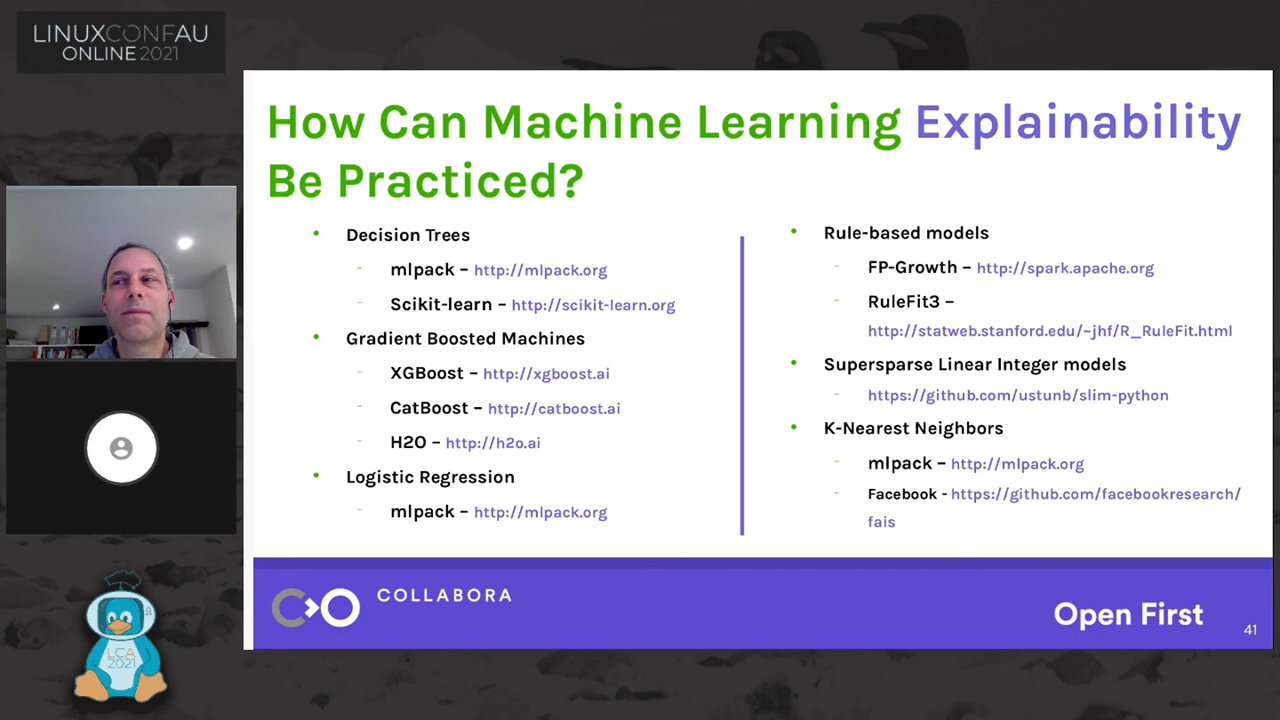 LINUXCONFAU
ONLINE 2021
How Can Machine Learning Explainability
Be Practiced?
Decision Trees
mlpack – http://mlpack.org
Scikit-learn – http://scikit-learn.org
Gradient Boosted Machines
XGBoost – http://xgboost.ai
CatBoost – http://catboost.ai
H2O – http://h2o.ai
Logistic Regression
mlpack – http://mlpack.org
Rule-based models
FP-Growth – http://spark.apache.org
RuleFit3 –
http://statweb.stanford.edu/~jhf/R_RuleFit.html
Supersparse Linear Integer models
https://github.com/ustunb/slim-python
K-Nearest Neighbors
mlpack – http://mlpack.org
Facebook - https://github.com/facebookresearch/
fais
COLLABORA
Open First
41
LCA
2021